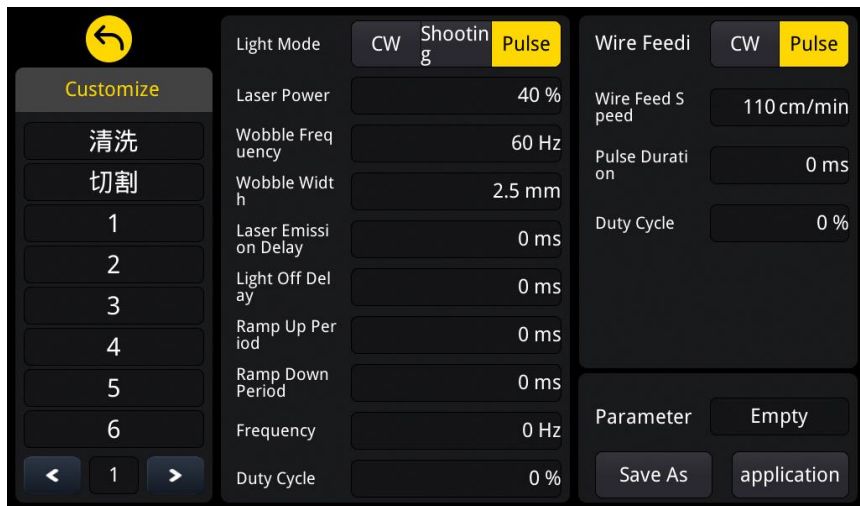 Customize
清洗
切割
1
2
3
4
5
6
1
Light Mode
CW
Shootin
g
Pulse
Laser Power
40 %
Wobble Freq
uency
60 Hz
Wobble Widt
h
2.5 mm
Laser Emissi
on Delay
0 ms
Light Off Del
ay
0 ms
Ramp Up Per
iod
0 ms
Ramp Down
Period
0 ms
Frequency
0 Hz
Duty Cycle
0 %
Wire Feedi
CW
Pulse
Wire Feed S
peed
110 cm/min
Pulse Durati
on
0 ms
Duty Cycle
0 %
Parameter
Empty
Save As
application